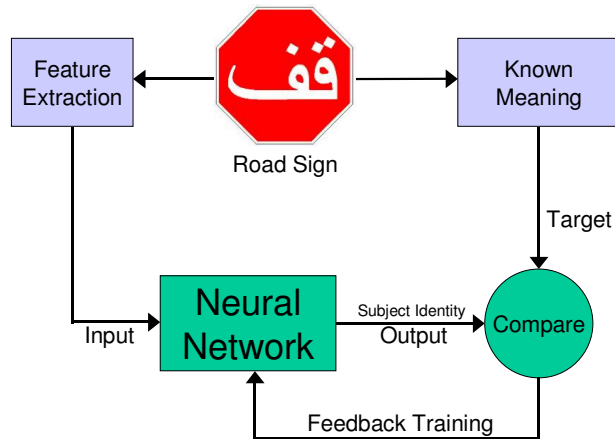 Feature
Extraction
قف
Known
Meaning
Road Sign
Target
Neural
Network
Input
Subject Identity
Output
Compare
Feedback Training